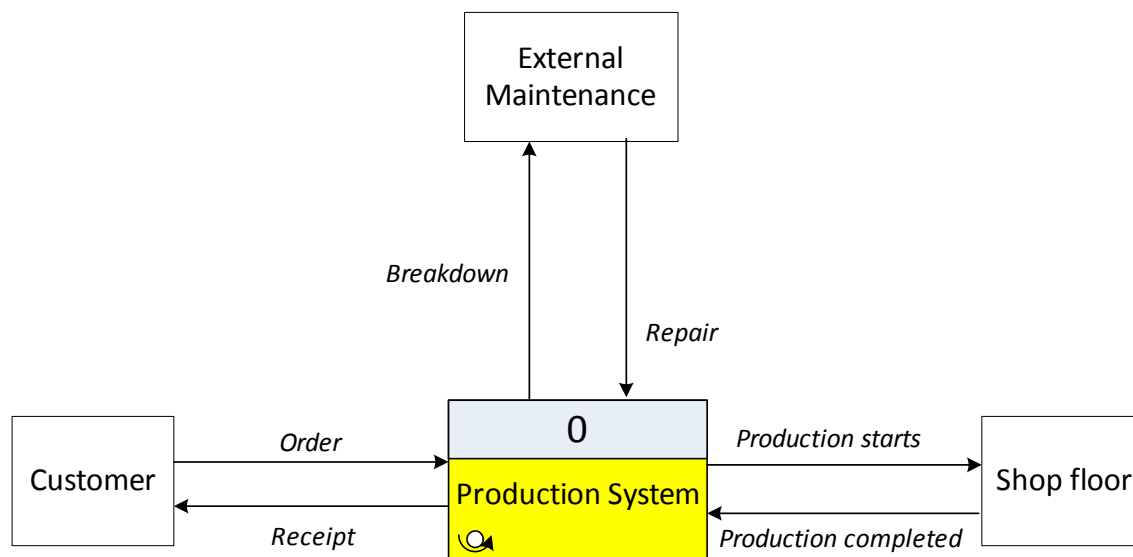 External
Maintenance
Breakdown
Repair
0
Order
Production starts
Customer
Production System
Shop floor
Receipt
Production completed